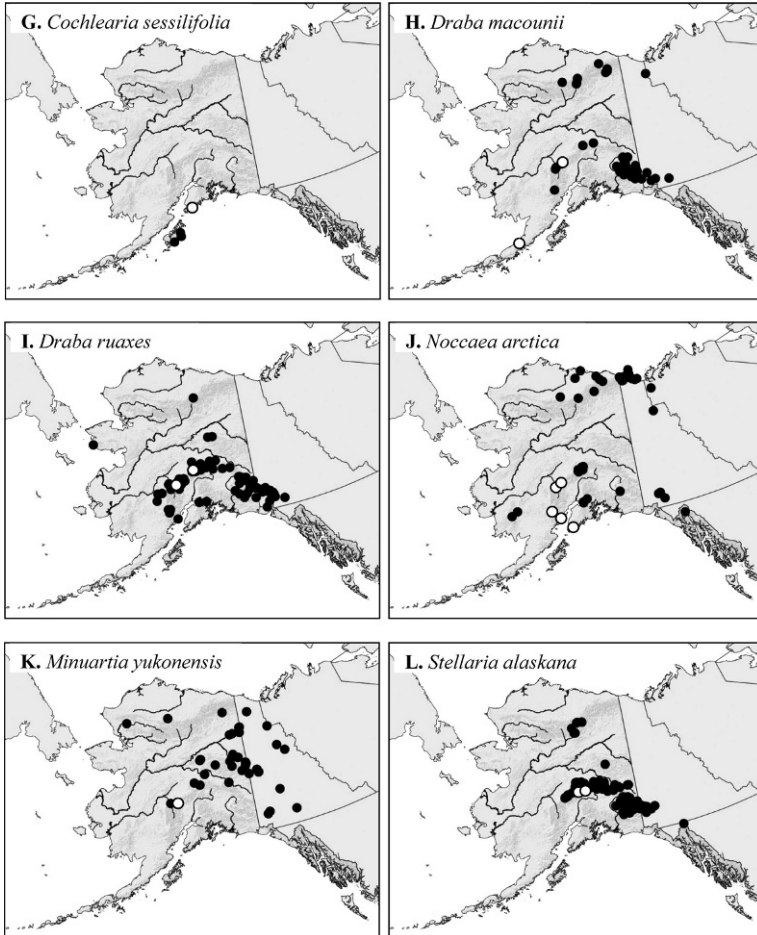 G. Cochlearia sessilifolia
H. Draba macounii
I. Draba ruaxes
J. Noccaea arctica
K. Minuartia yukonensis
L. Stellaria alaskana